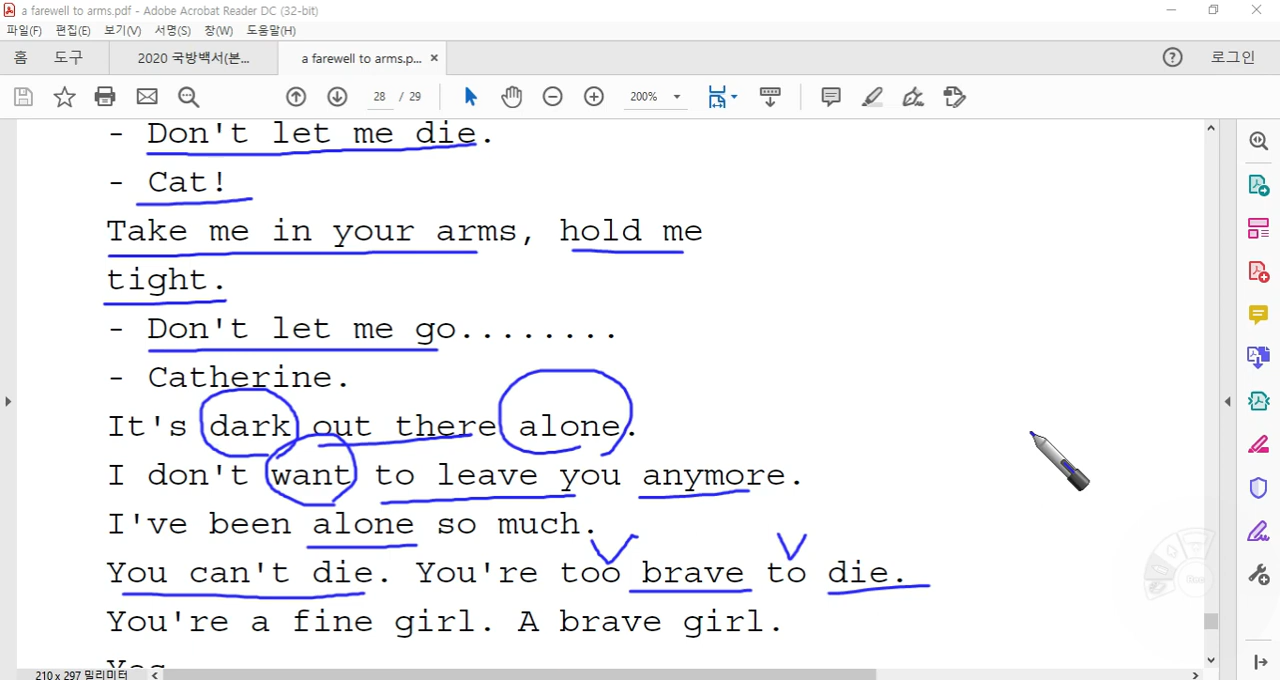 a farewell to arms.pdf - Adobe Acrobat Reader DC (32-bit)
파일(F) 편집(E) 보기(V) 서명(S) 창(W) 도움말(H)
홈 도구 2020 국방백서(본... a farewell to arms.p... × 로그인
28 / 29 200%
- Don't let me die.
- Cat!
Take me in your arms, hold me
tight.
- Don't let me go........
- Catherine.
It's dark out there alone.
I don't want to leave you anymore.
I've been alone so much.
You can't die. You're too brave to die.
You're a fine girl. A brave girl.
Yes
210 x 297 밀리미터